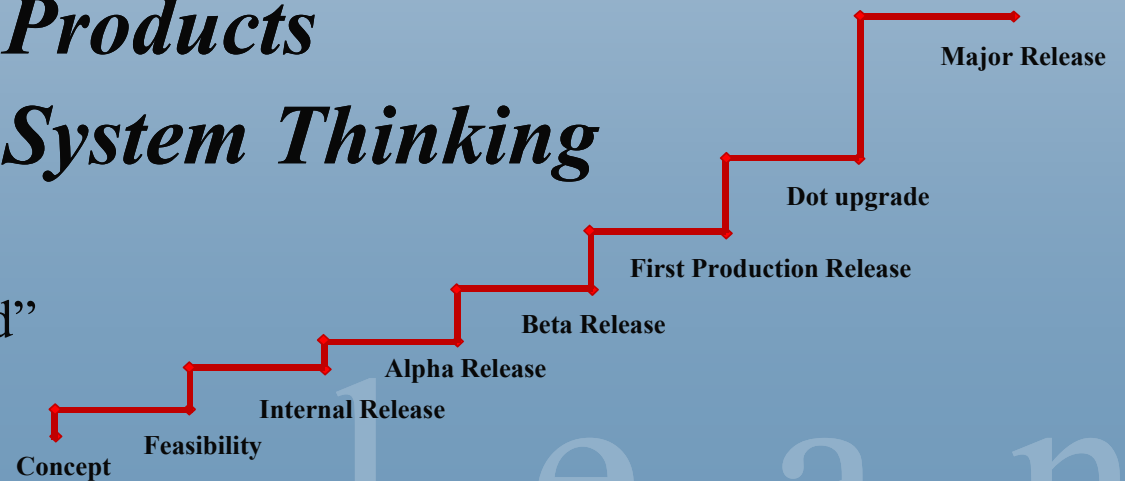 Products
System Thinking
d”
Major Release
Dot upgrade
First Production Release
Beta Release
Alpha Release
Internal Release
Feasibility
Concept
l e a n